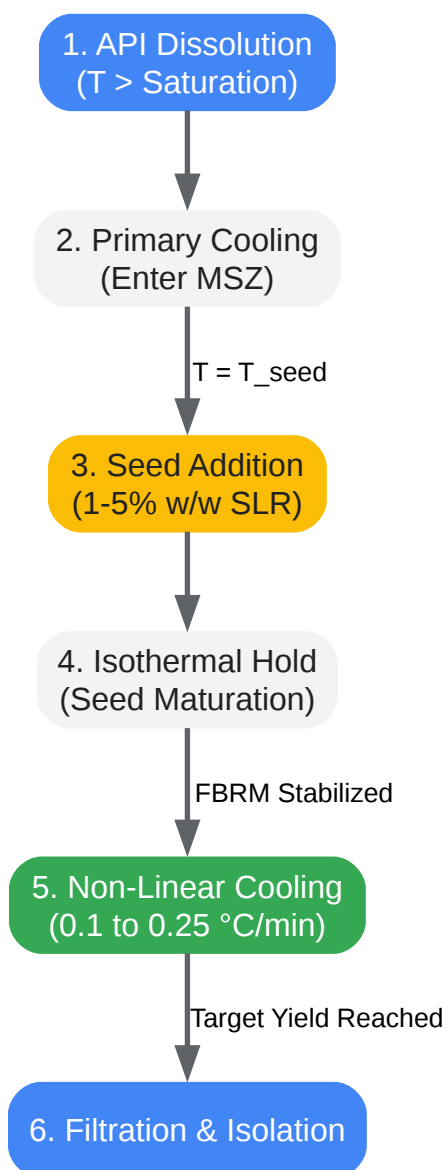 1. API Dissolution
(T > Saturation)
2. Primary Cooling
(Enter MSZ)
T = T_seed
3. Seed Addition
(1-5% w/w SLR)
4. Isothermal Hold
(Seed Maturation)
FBRM Stabilized
5. Non-Linear Cooling
(0.1 to 0.25 °C/min)
Target Yield Reached
6. Filtration & Isolation